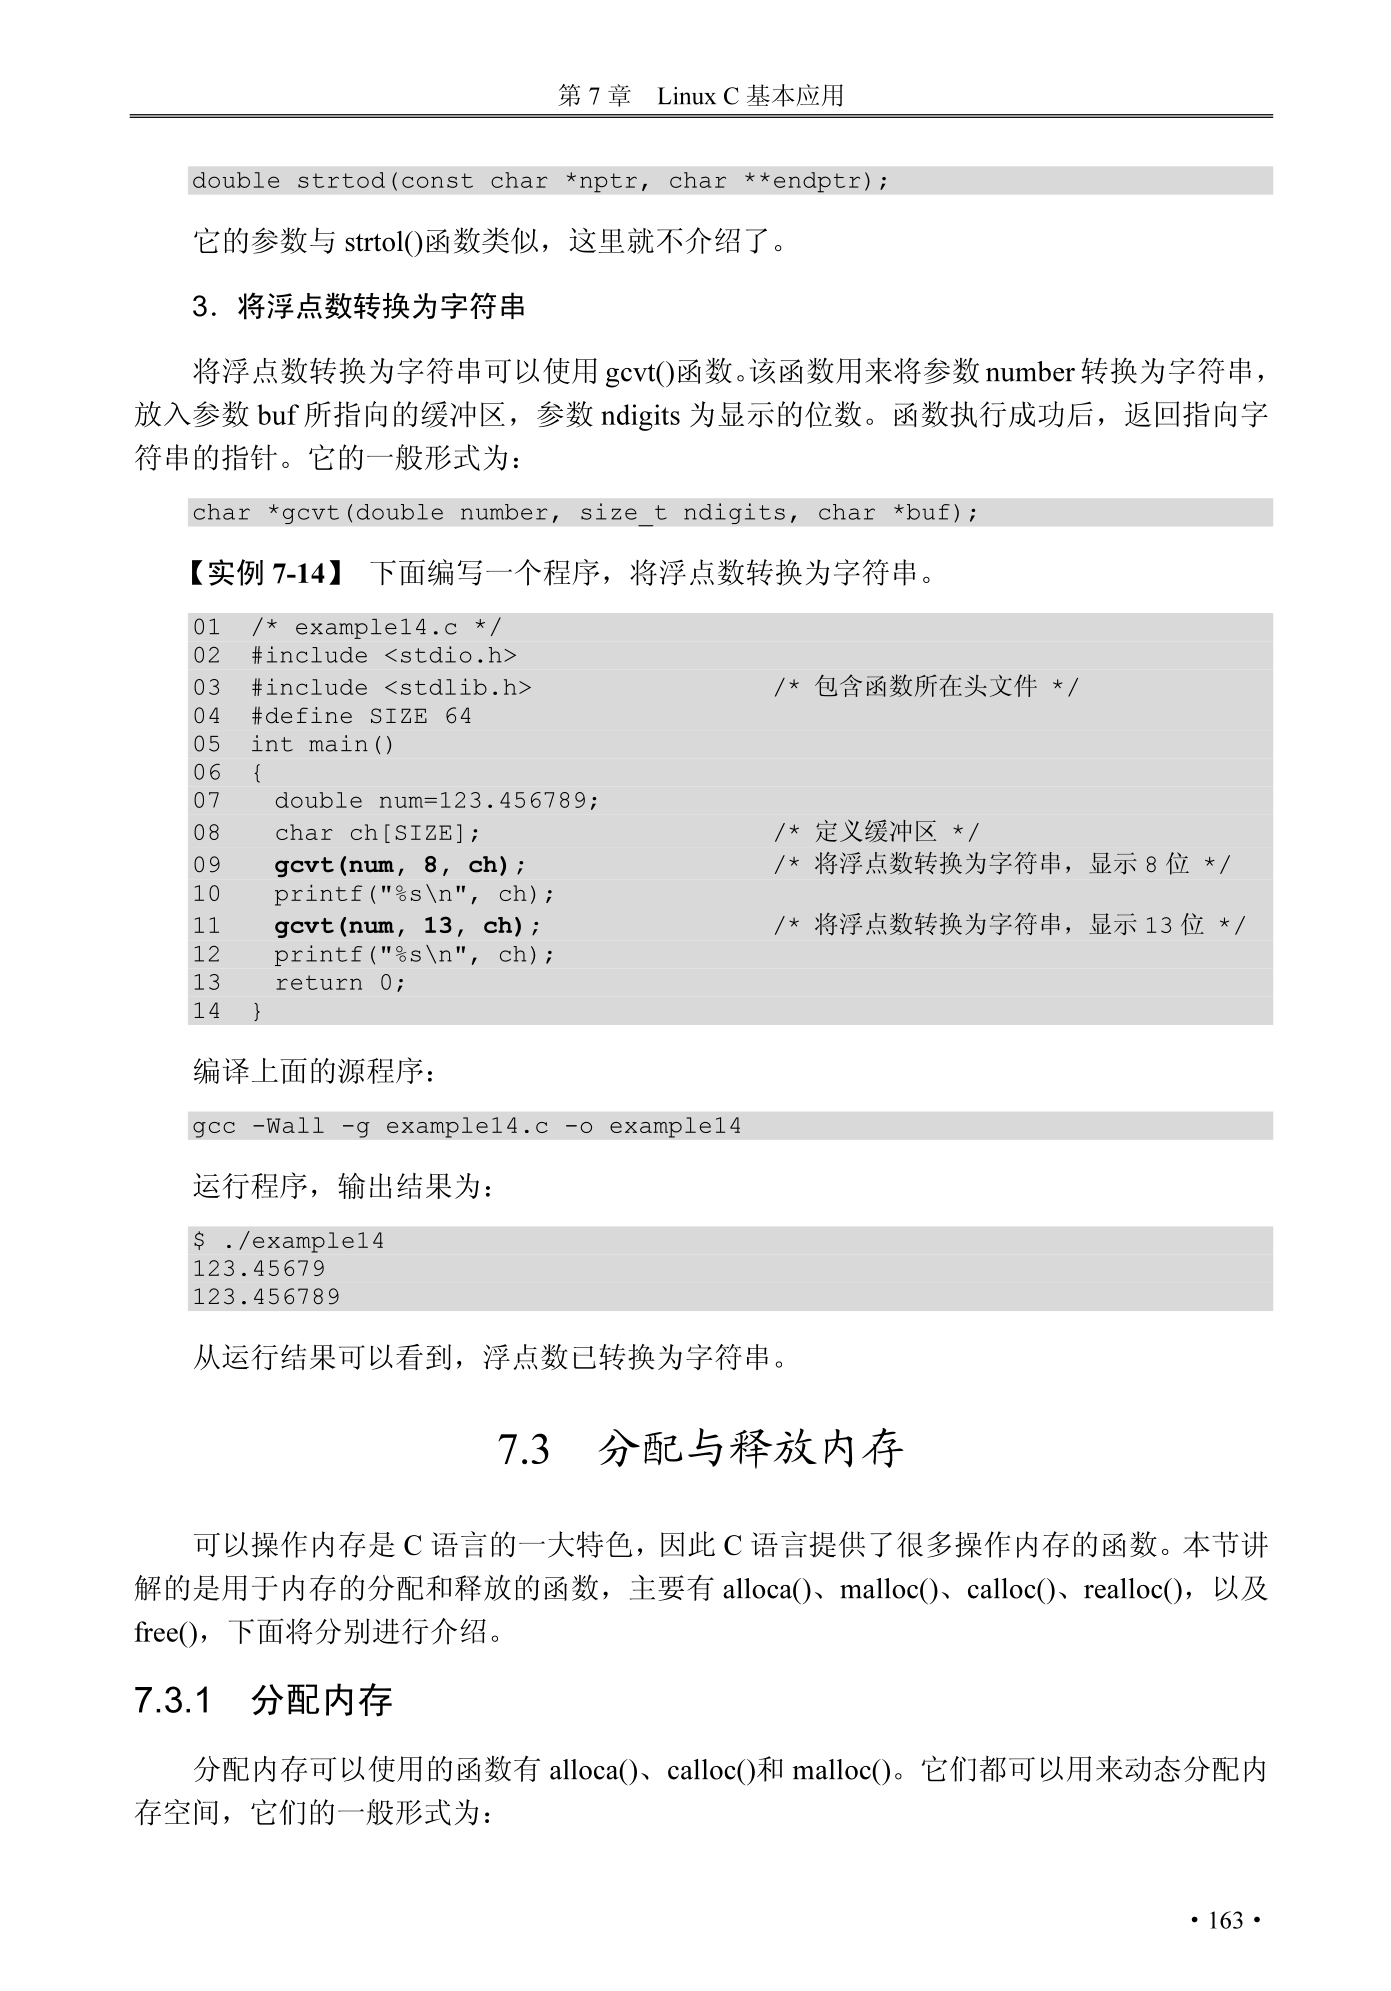 第 7 章　Linux C 基本应用
double strtod(const char *nptr, char **endptr);
它的参数与 strtol()函数类似，这里就不介绍了。
3．将浮点数转换为字符串
将浮点数转换为字符串可以使用 gcvt()函数。该函数用来将参数 number 转换为字符串，
放入参数 buf 所指向的缓冲区，参数 ndigits 为显示的位数。函数执行成功后，返回指向字
符串的指针。它的一般形式为：
char *gcvt(double number, size_t ndigits, char *buf);
【实例 7-14】　下面编写一个程序，将浮点数转换为字符串。
01  /* example14.c */
02  #include <stdio.h>
03  #include <stdlib.h>                /* 包含函数所在头文件 */
04  #define SIZE 64
05  int main()
06  {
07    double num=123.456789;
08    char ch[SIZE];                   /* 定义缓冲区 */
09    gcvt(num, 8, ch);                /* 将浮点数转换为字符串，显示 8 位 */
10    printf("%s\n", ch);
11    gcvt(num, 13, ch);               /* 将浮点数转换为字符串，显示 13 位 */
12    printf("%s\n", ch);
13    return 0;
14  }
编译上面的源程序：
gcc -Wall -g example14.c -o example14
运行程序，输出结果为：
$ ./example14
123.45679
123.456789
从运行结果可以看到，浮点数已转换为字符串。
7.3　分配与释放内存
可以操作内存是 C 语言的一大特色，因此 C 语言提供了很多操作内存的函数。本节讲
解的是用于内存的分配和释放的函数，主要有 alloca()、malloc()、calloc()、realloc()，以及
free()，下面将分别进行介绍。
7.3.1　分配内存
分配内存可以使用的函数有 alloca()、calloc()和 malloc()。它们都可以用来动态分配内
存空间，它们的一般形式为：
• 163 •